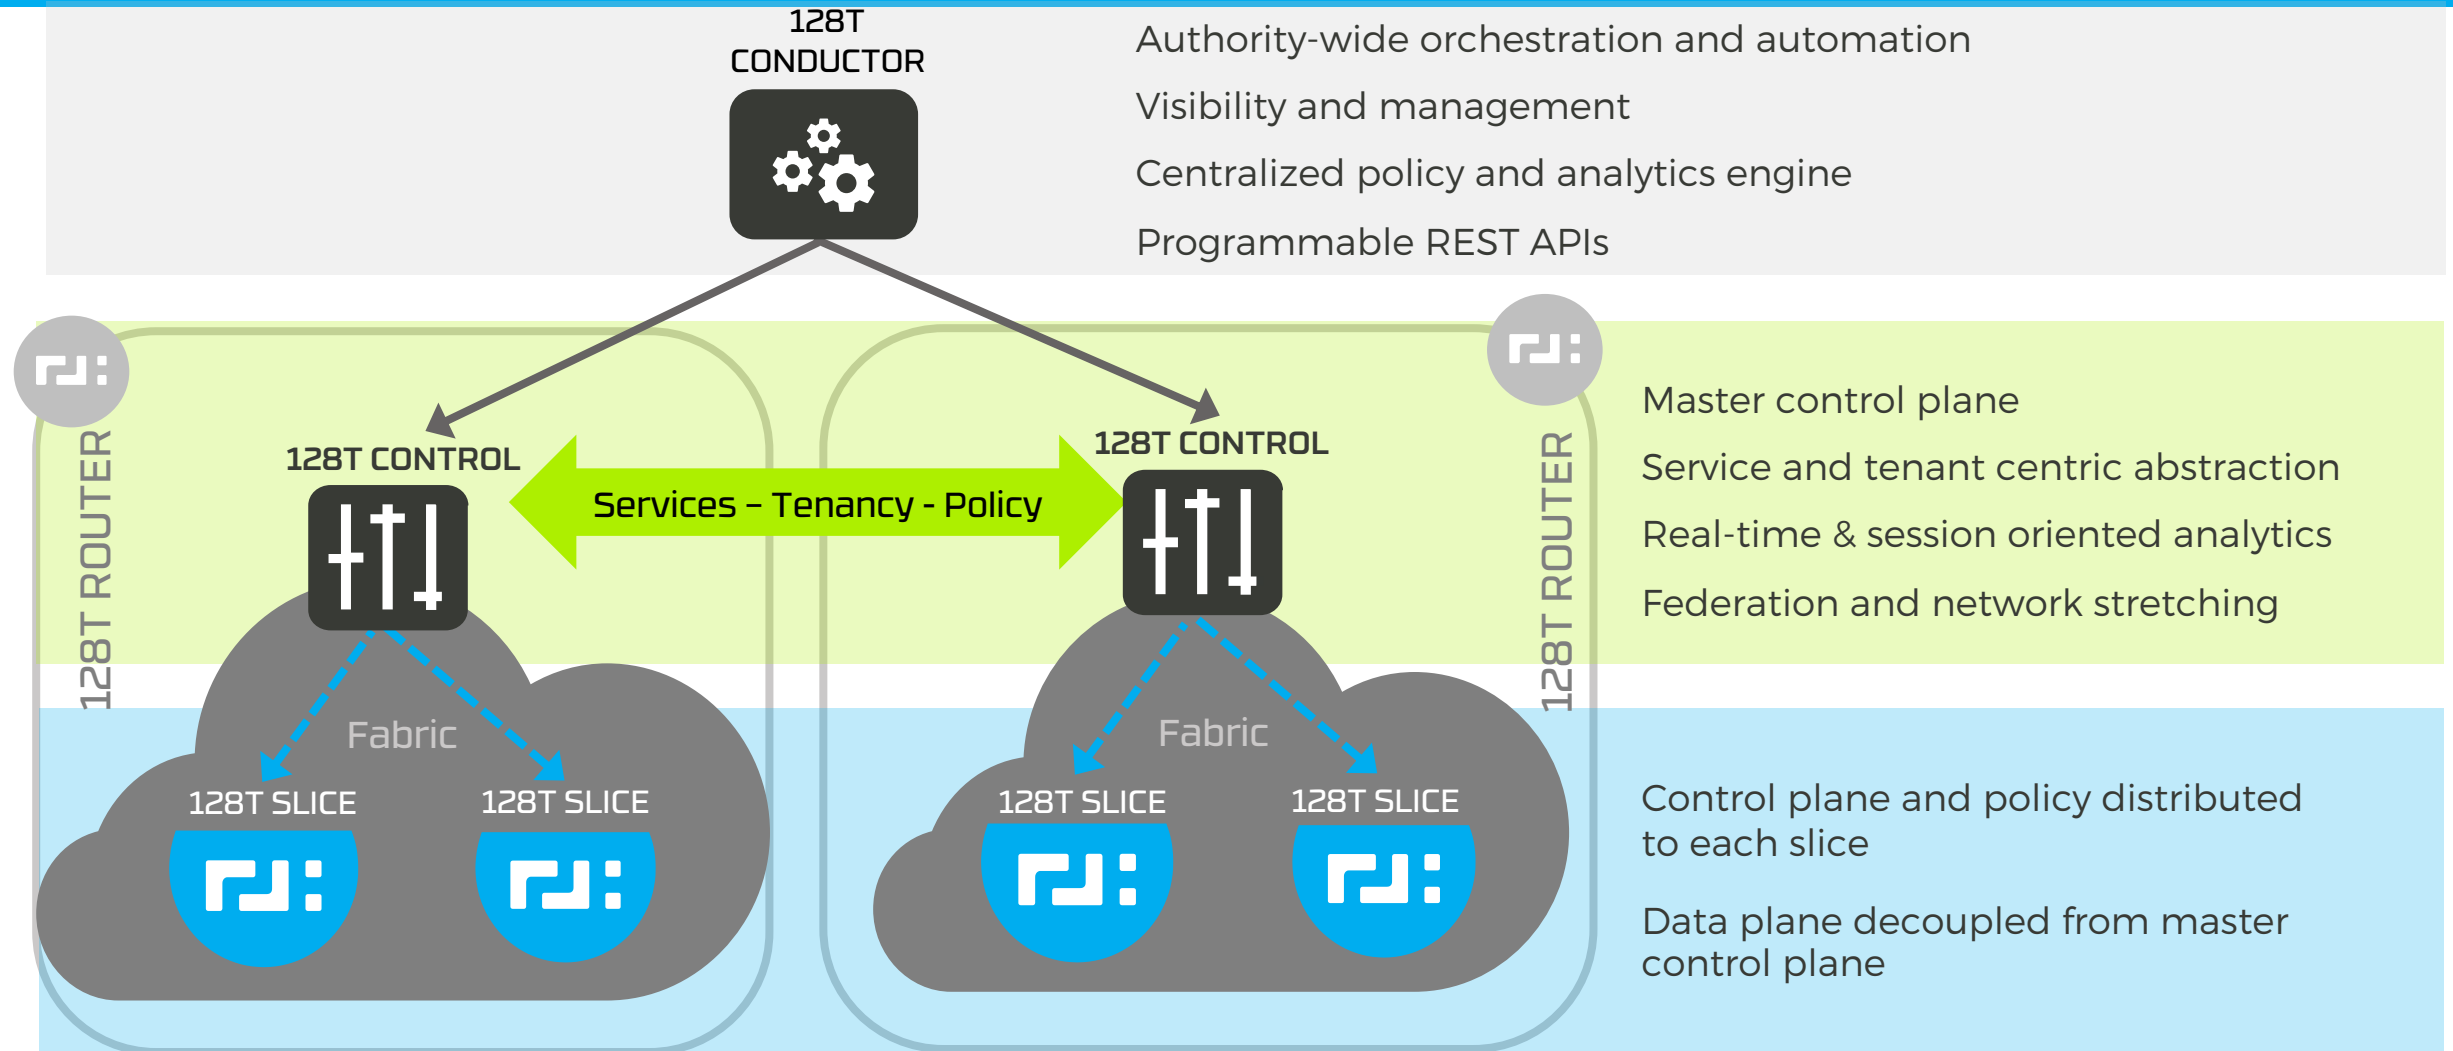 128T
CONDUCTOR
Authority-wide orchestration and automation
Visibility and management
Centralized policy and analytics engine
Programmable REST APIs
128T ROUTER
128T CONTROL
Services – Tenancy - Policy
128T CONTROL
128T ROUTER
Master control plane
Service and tenant centric abstraction
Real-time & session oriented analytics
Federation and network stretching
Fabric
128T SLICE
128T SLICE
Fabric
128T SLICE
128T SLICE
Control plane and policy distributed
to each slice
Data plane decoupled from master
control plane